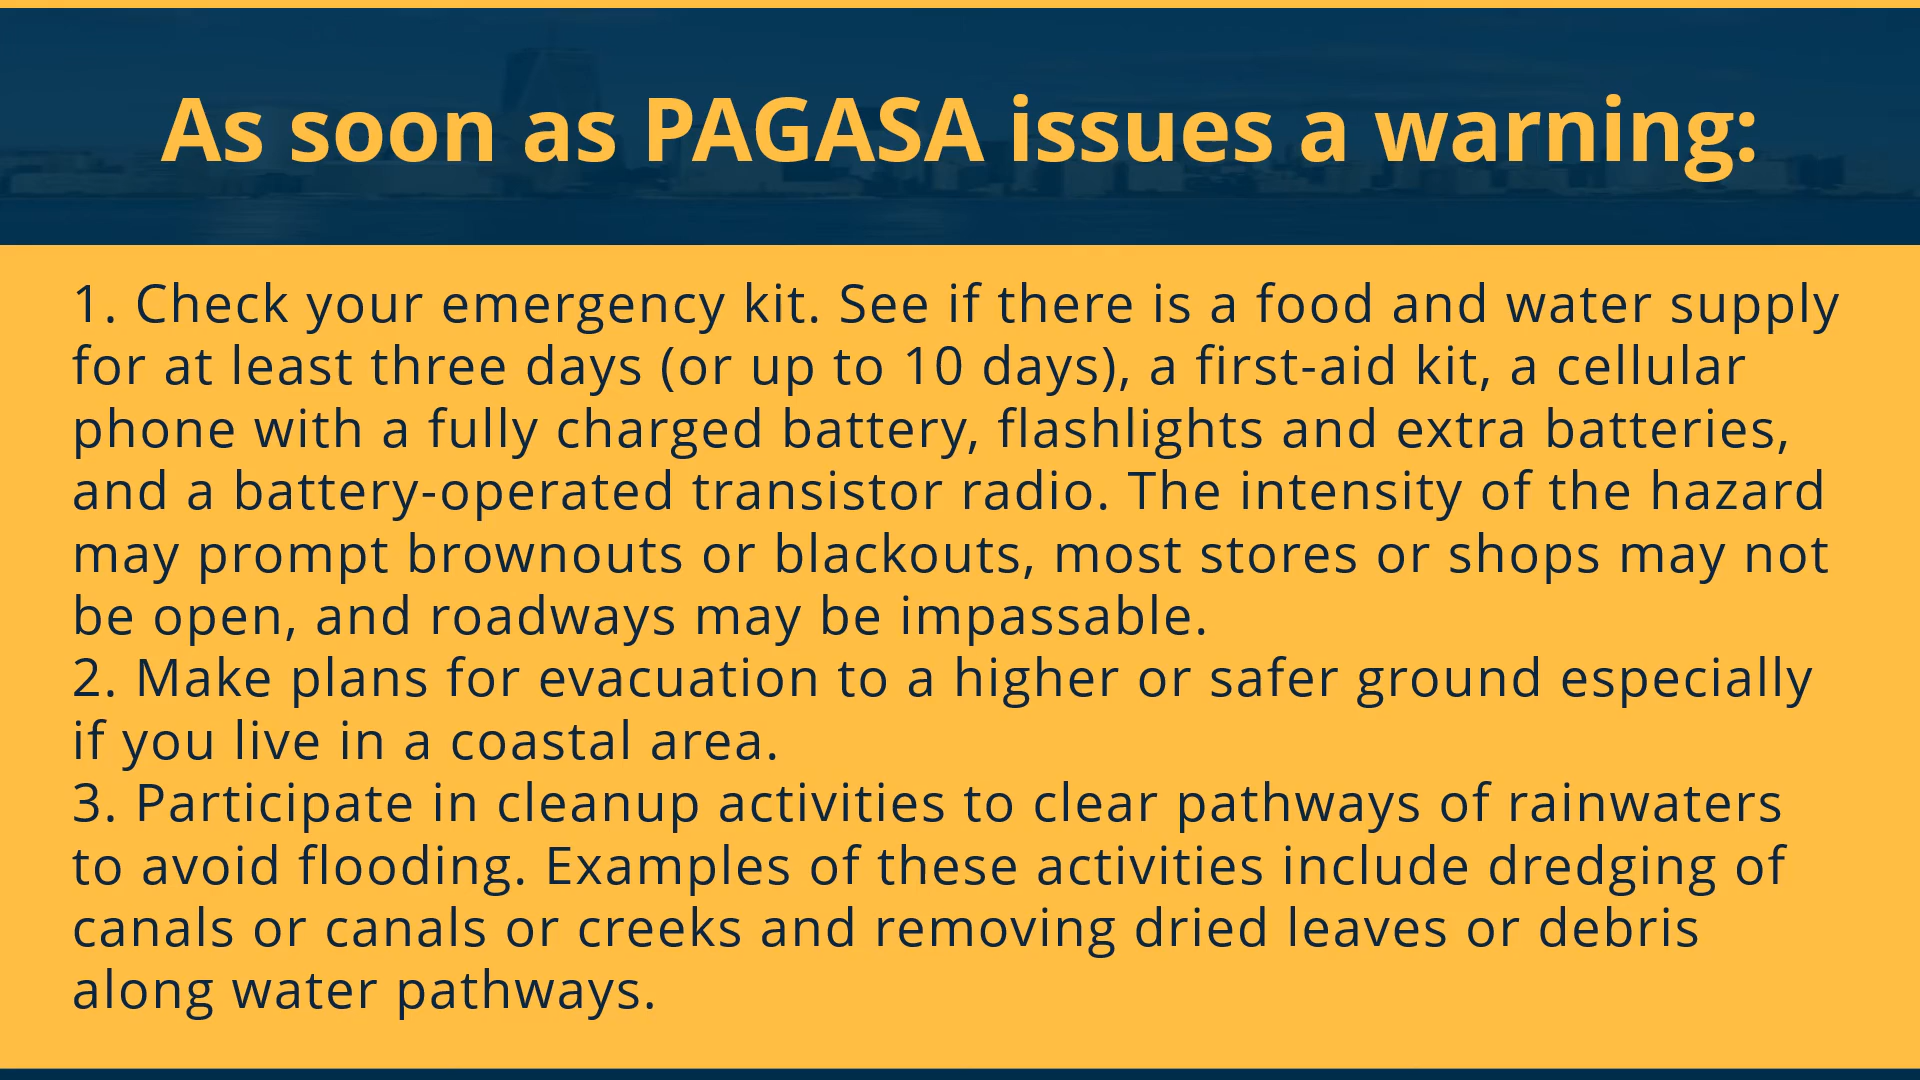 As soon as PAGASA issues a warning:
1. Check your emergency kit. See if there is a food and water supply
for at least three days (or up to 10 days), a first-aid kit, a cellular
phone with a fully charged battery, flashlights and extra batteries,
and a battery-operated transistor radio. The intensity of the hazard
may prompt brownouts or blackouts, most stores or shops may not
be open, and roadways may be impassable.
2. Make plans for evacuation to a higher or safer ground especially
if you live in a coastal area.
3. Participate in cleanup activities to clear pathways of rainwaters
to avoid flooding. Examples of these activities include dredging of
canals or canals or creeks and removing dried leaves or debris
along water pathways.